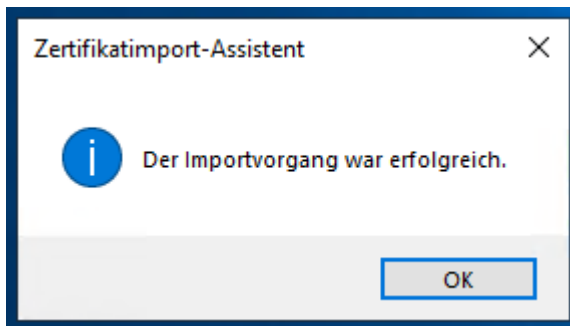 Zertifikatimport-Assistent
Der Importvorgang war erfolgreich.
OK